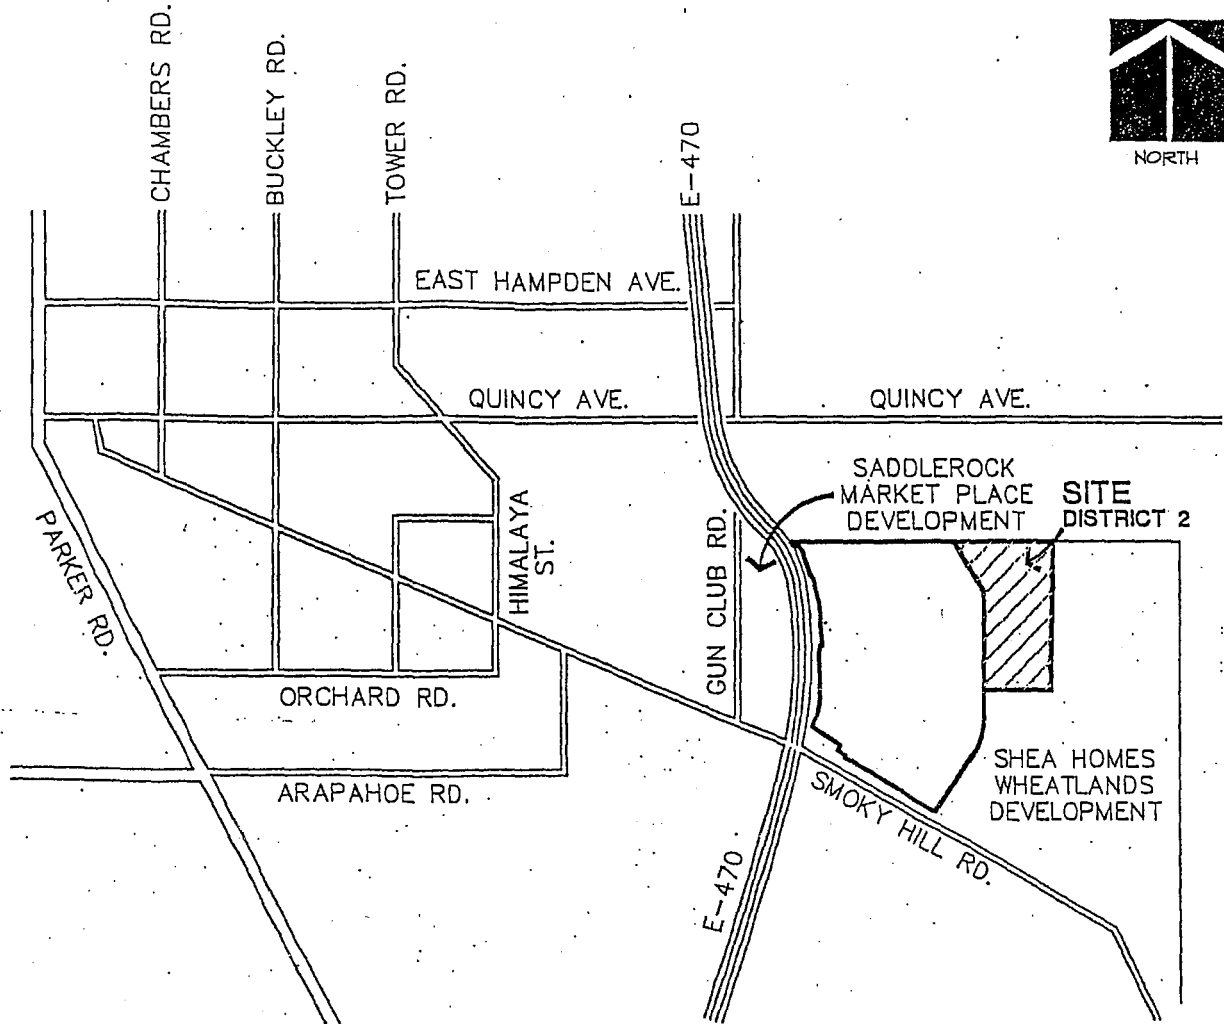 CHAMBERS RD.
BUCKLEY RD.
TOWER RD.
E-470
NORTH
EAST HAMPDEN AVE.
QUINCY AVE.
QUINCY AVE.
SADDLEROCK
MARKET PLACE
DEVELOPMENT
SITE
DISTRICT 2
PARKER RD.
HIMALAYA
ST.
GUN CLUB RD.
ORCHARD RD.
ARAPAHOE RD.
SHEA HOMES
WHEATLANDS
DEVELOPMENT
SMOKY HILL RD.
E-470